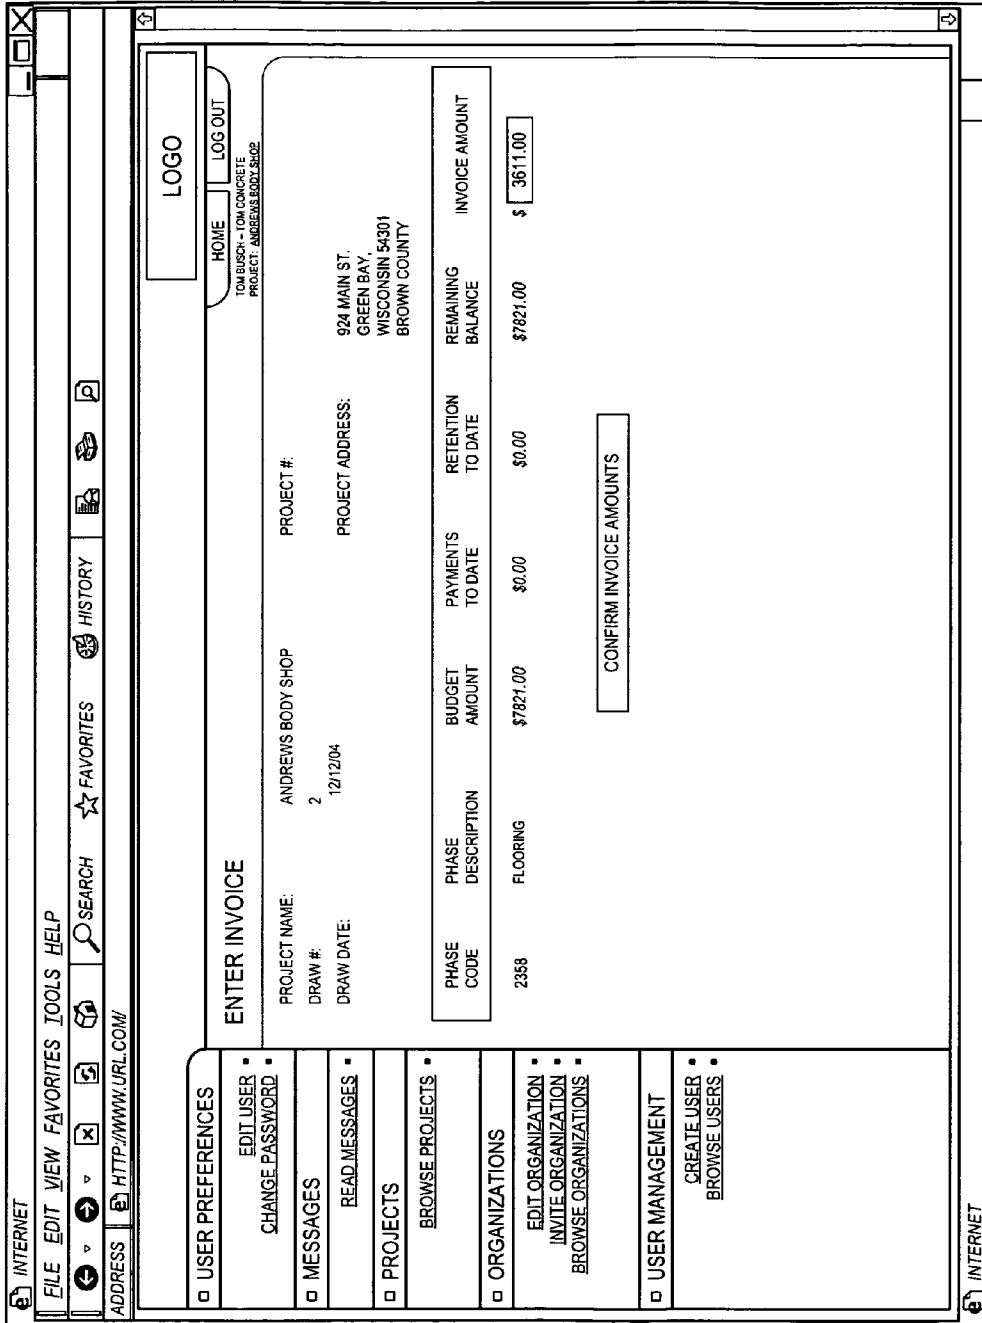 INTERNET
FILE EDIT VIEW FAVORITES TOOLS HELP
SEARCH FAVORITES HISTORY
ADDRESS HTTP://WWW.URL.COM/
LOGO
HOME LOG OUT
TOM BUSCH – TOM CONCRETE
PROJECT: ANDREWS BODY SHOP
USER PREFERENCES
EDIT USER
CHANGE PASSWORD
MESSAGES
READ MESSAGES
PROJECTS
BROWSE PROJECTS
ORGANIZATIONS
EDIT ORGANIZATION
INVITE ORGANIZATION
BROWSE ORGANIZATIONS
USER MANAGEMENT
CREATE USER
BROWSE USERS
ENTER INVOICE
PROJECT NAME: ANDREWS BODY SHOP PROJECT #:
DRAW #: 2
DRAW DATE: 12/12/04 PROJECT ADDRESS: 924 MAIN ST.
GREEN BAY,
WISCONSIN 54301
BROWN COUNTY
PHASE CODE PHASE DESCRIPTION BUDGET AMOUNT PAYMENTS TO DATE RETENTION TO DATE REMAINING BALANCE INVOICE AMOUNT
2358 FLOORING $7821.00 $0.00 $0.00 $7821.00 $ 3611.00
CONFIRM INVOICE AMOUNTS
INTERNET